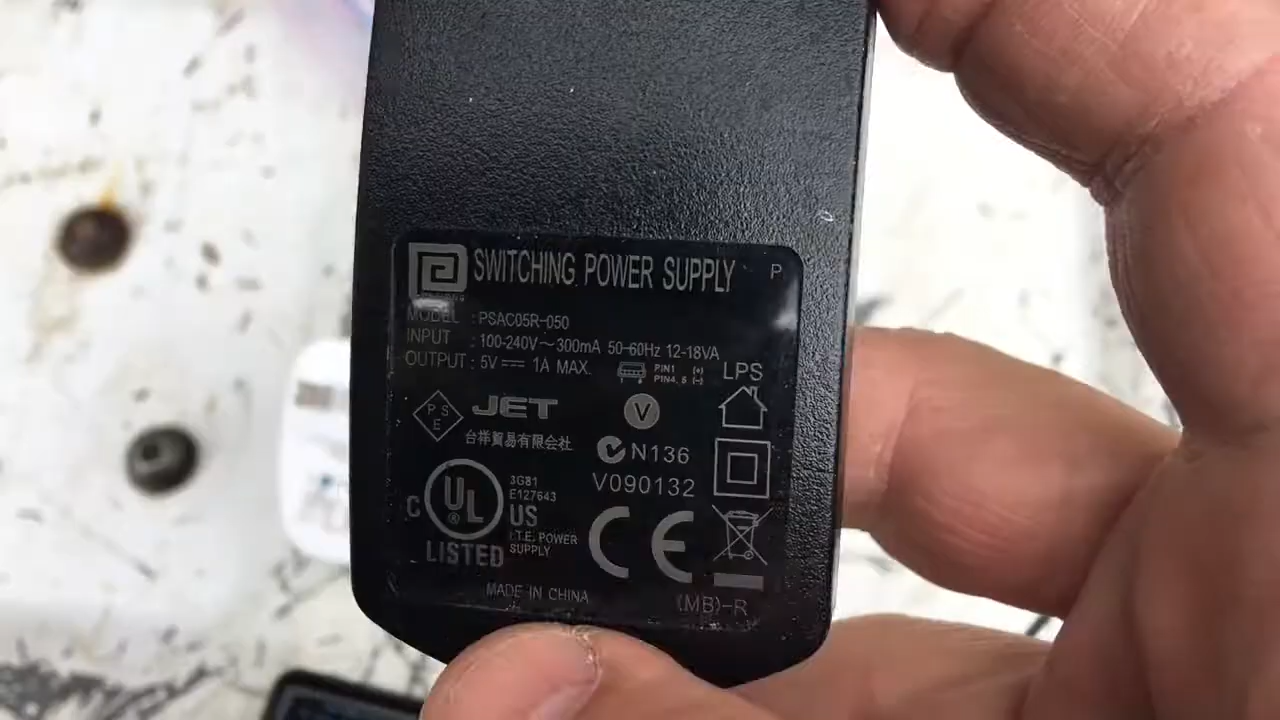 SWITCHING POWER SUPPLY P
MODEL : PSAC05R-050
INPUT : 100-240V～300mA 50-60Hz 12-18VA
OUTPUT : 5V⎓ 1A MAX.
PIN1 (+)
PIN4, 5 (-)
LPS
P S E
JET
台祥貿易有限会社
V
N136
V090132
C UL ® US
LISTED
3G81
E127643
I.T.E. POWER
SUPPLY
CE
MADE IN CHINA
(MB)-R